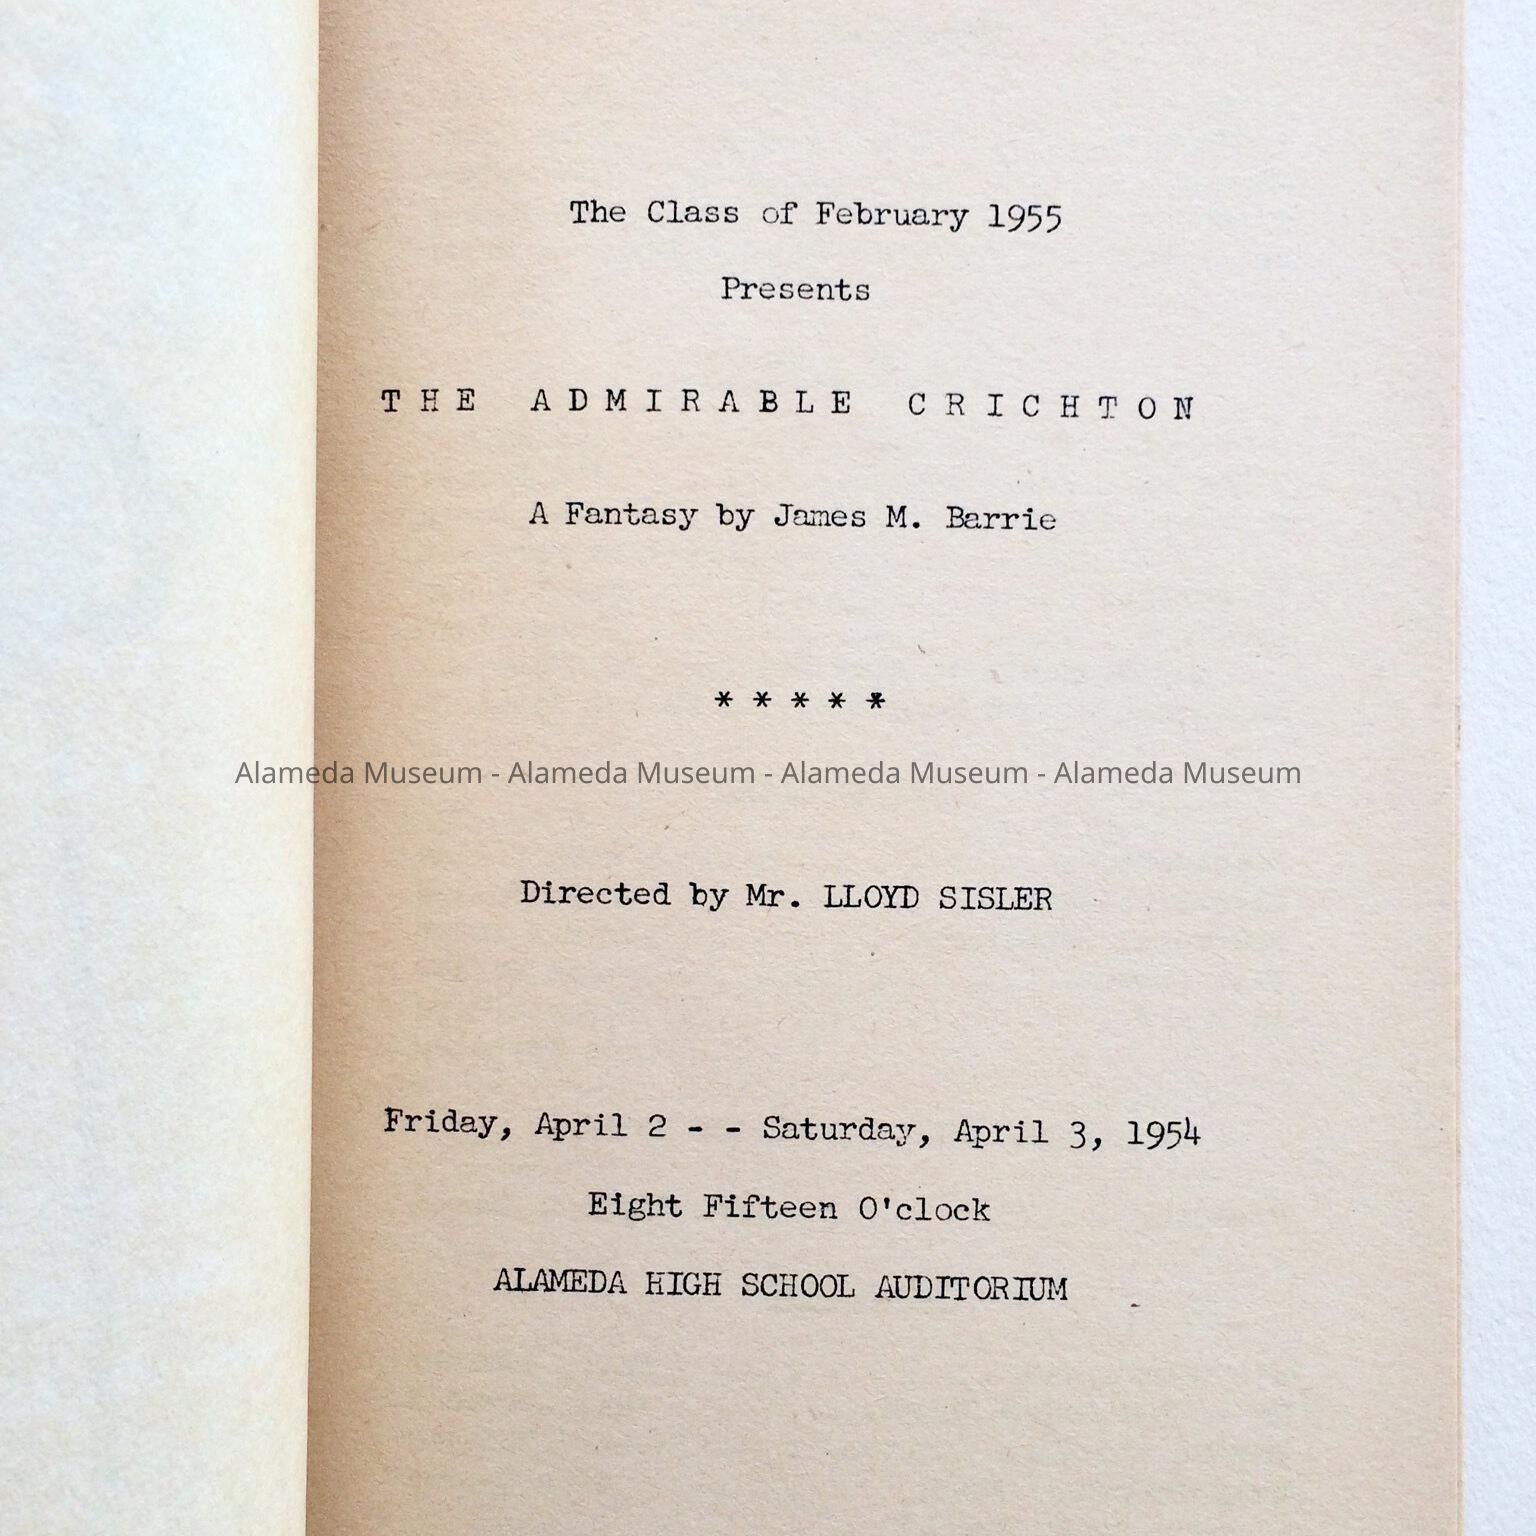 The Class of February 1955
Presents
THE ADMIRABLE CRICHTON
A Fantasy by James M. Barrie
* * * * *
Alameda Museum - Alameda Museum - Alameda Museum - Alameda Museum
Directed by Mr. LLOYD SISLER
Friday, April 2 - - Saturday, April 3, 1954
Eight Fifteen O'clock
ALAMEDA HIGH SCHOOL AUDITORIUM